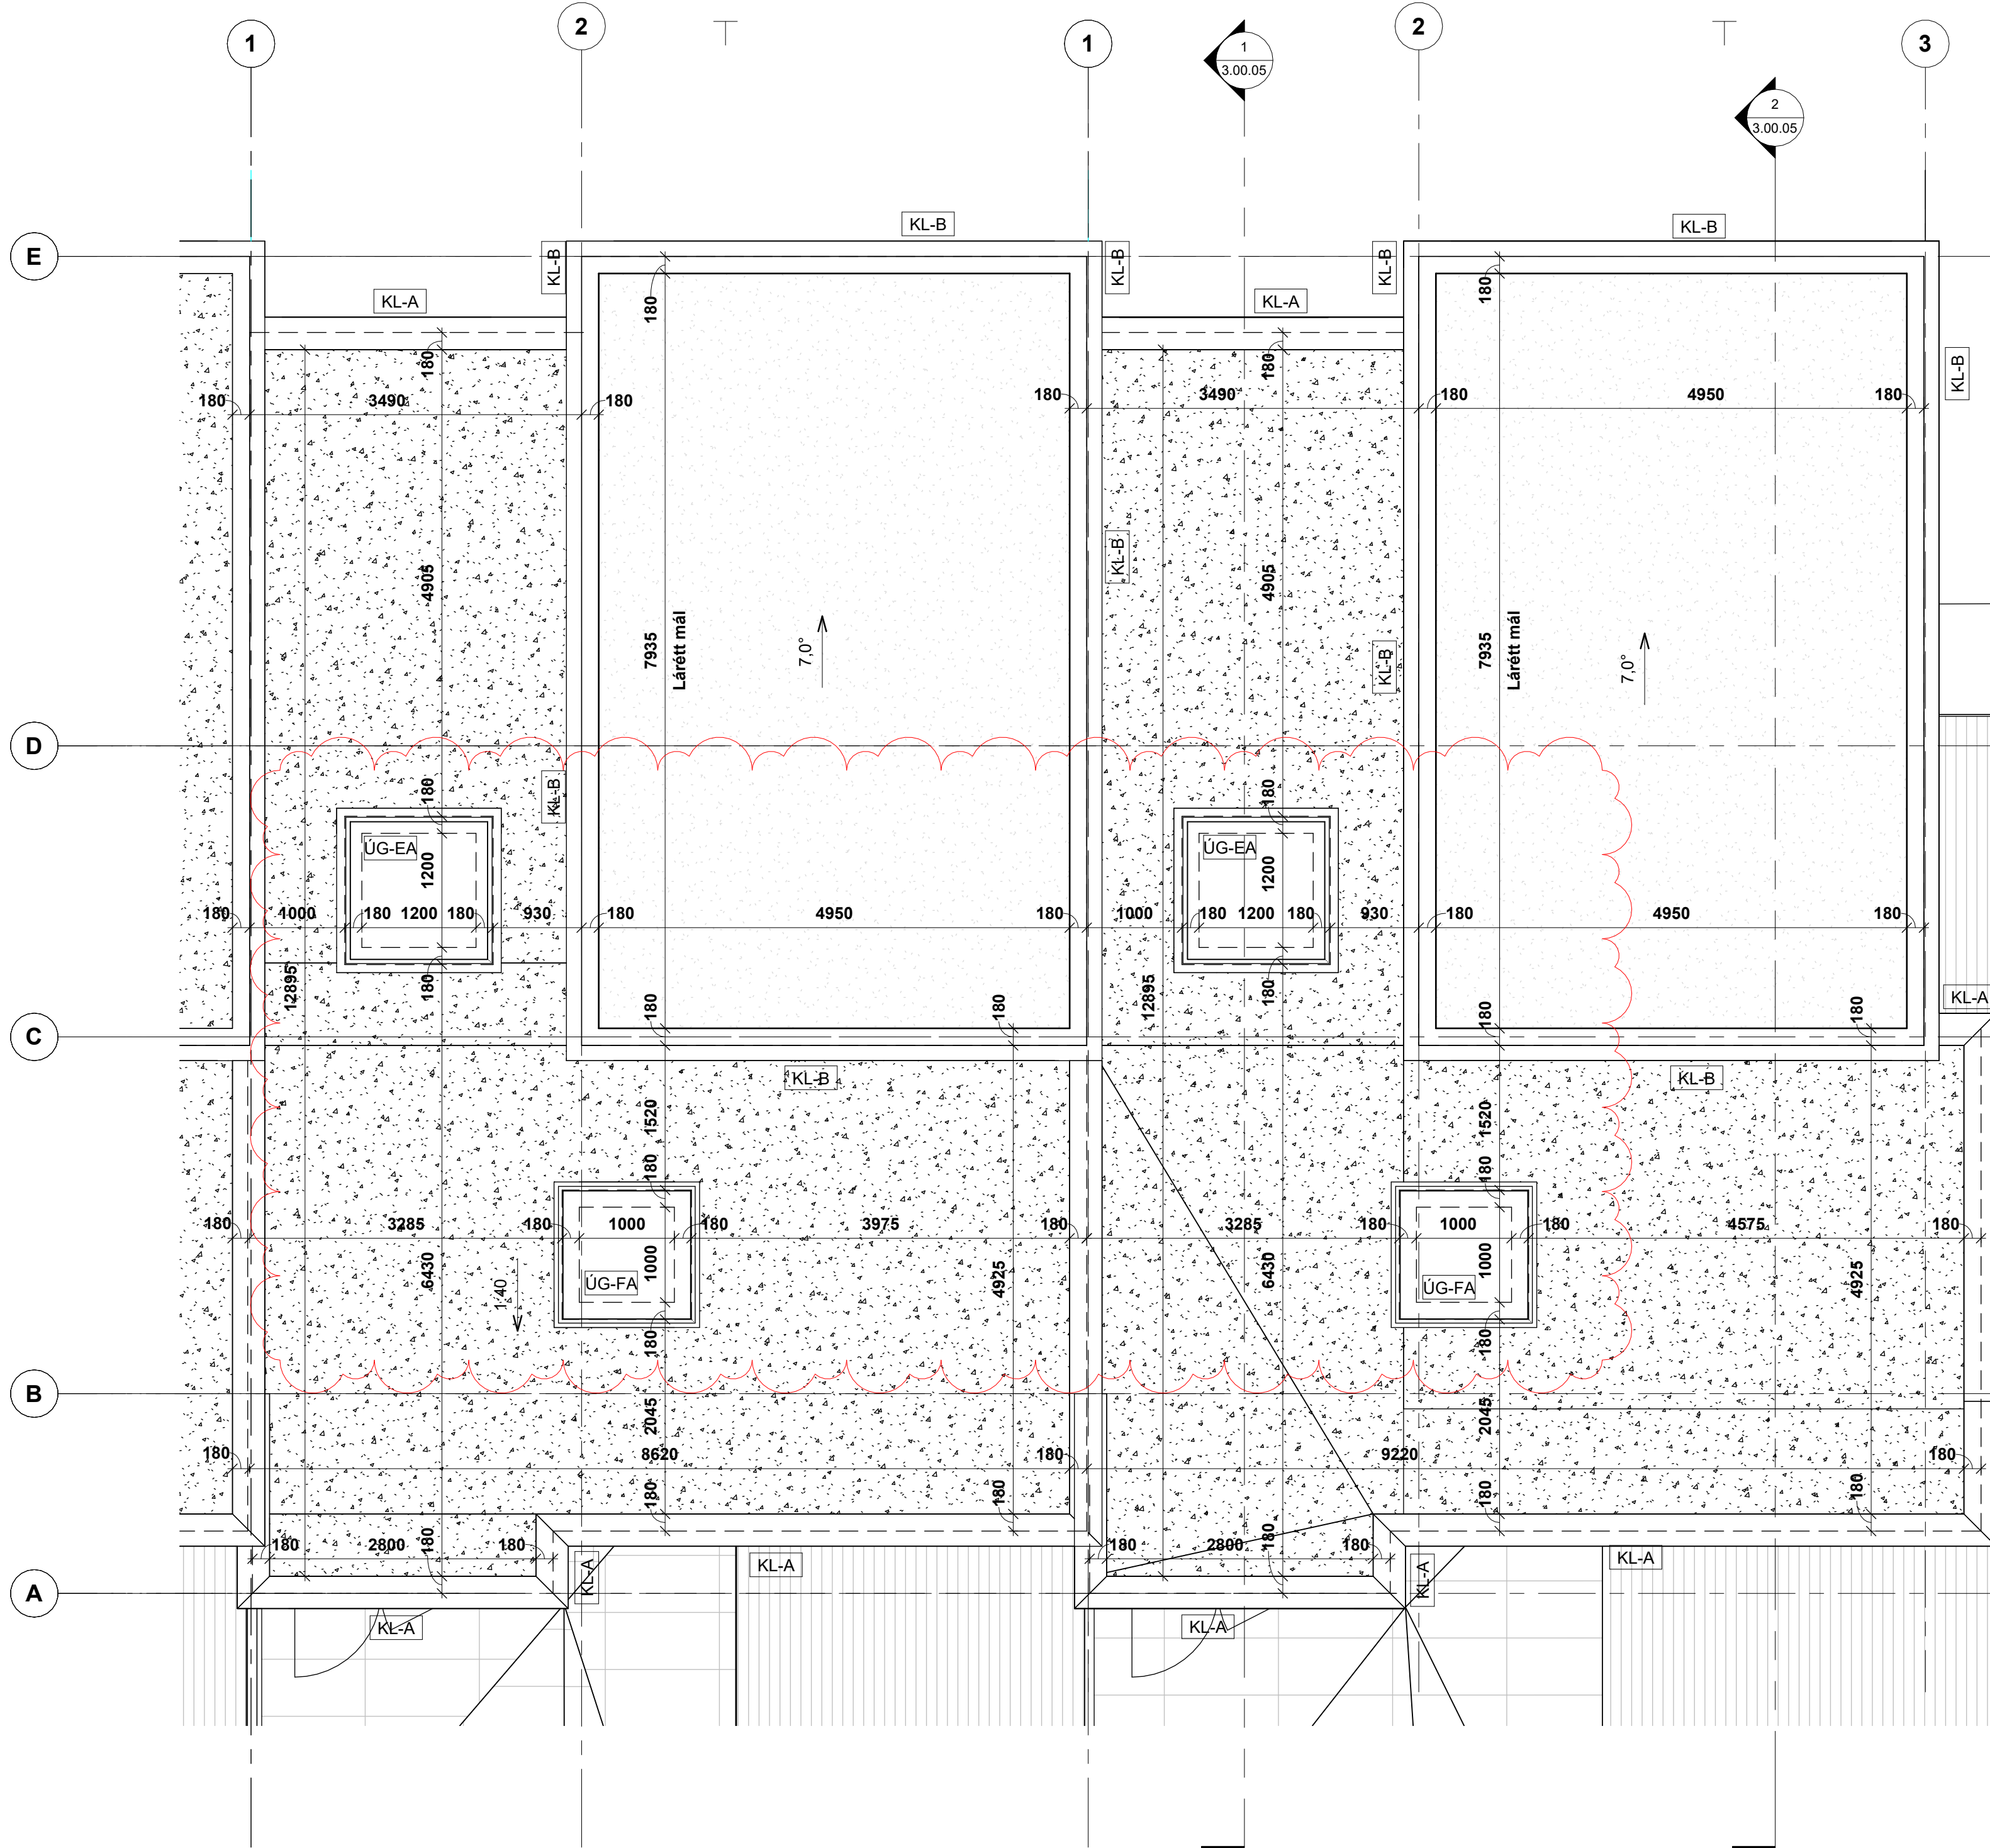 1 2 1 2 3
1
3.00.05
2
3.00.05
KL-B KL-B
E KL-B KL-B KL-B
KL-A KL-A
180 180
180 180 KL-B
180 3490 180 180 3490 180 4950 180
KL-B
4905 4905
7935 Lárétt mál 7,0° KL-B 7935 Lárétt mál 7,0°
D
180 KL-B 180
ÚG-EA ÚG-EA
1200 1200
180 1000 180 1200 180 930 180 4950 180 1000 180 1200 180 930 180 4950 180
12895 180 12895 180 KL-A
180 180 180 180
C
KL-B KL-B
1520 1520
180 180
180 3285 180 1000 180 3975 180 3285 180 1000 180 4575 180
6430 1000 4925 6430 1000 4925
1:40 ÚG-FA ÚG-FA
180 180
B
2045 2045
180 8620 180 9220 180
180 180 180 180
180 2800 180 180 180 2800 180 180
KL-A KL-A KL-A KL-A
A
KL-A KL-A